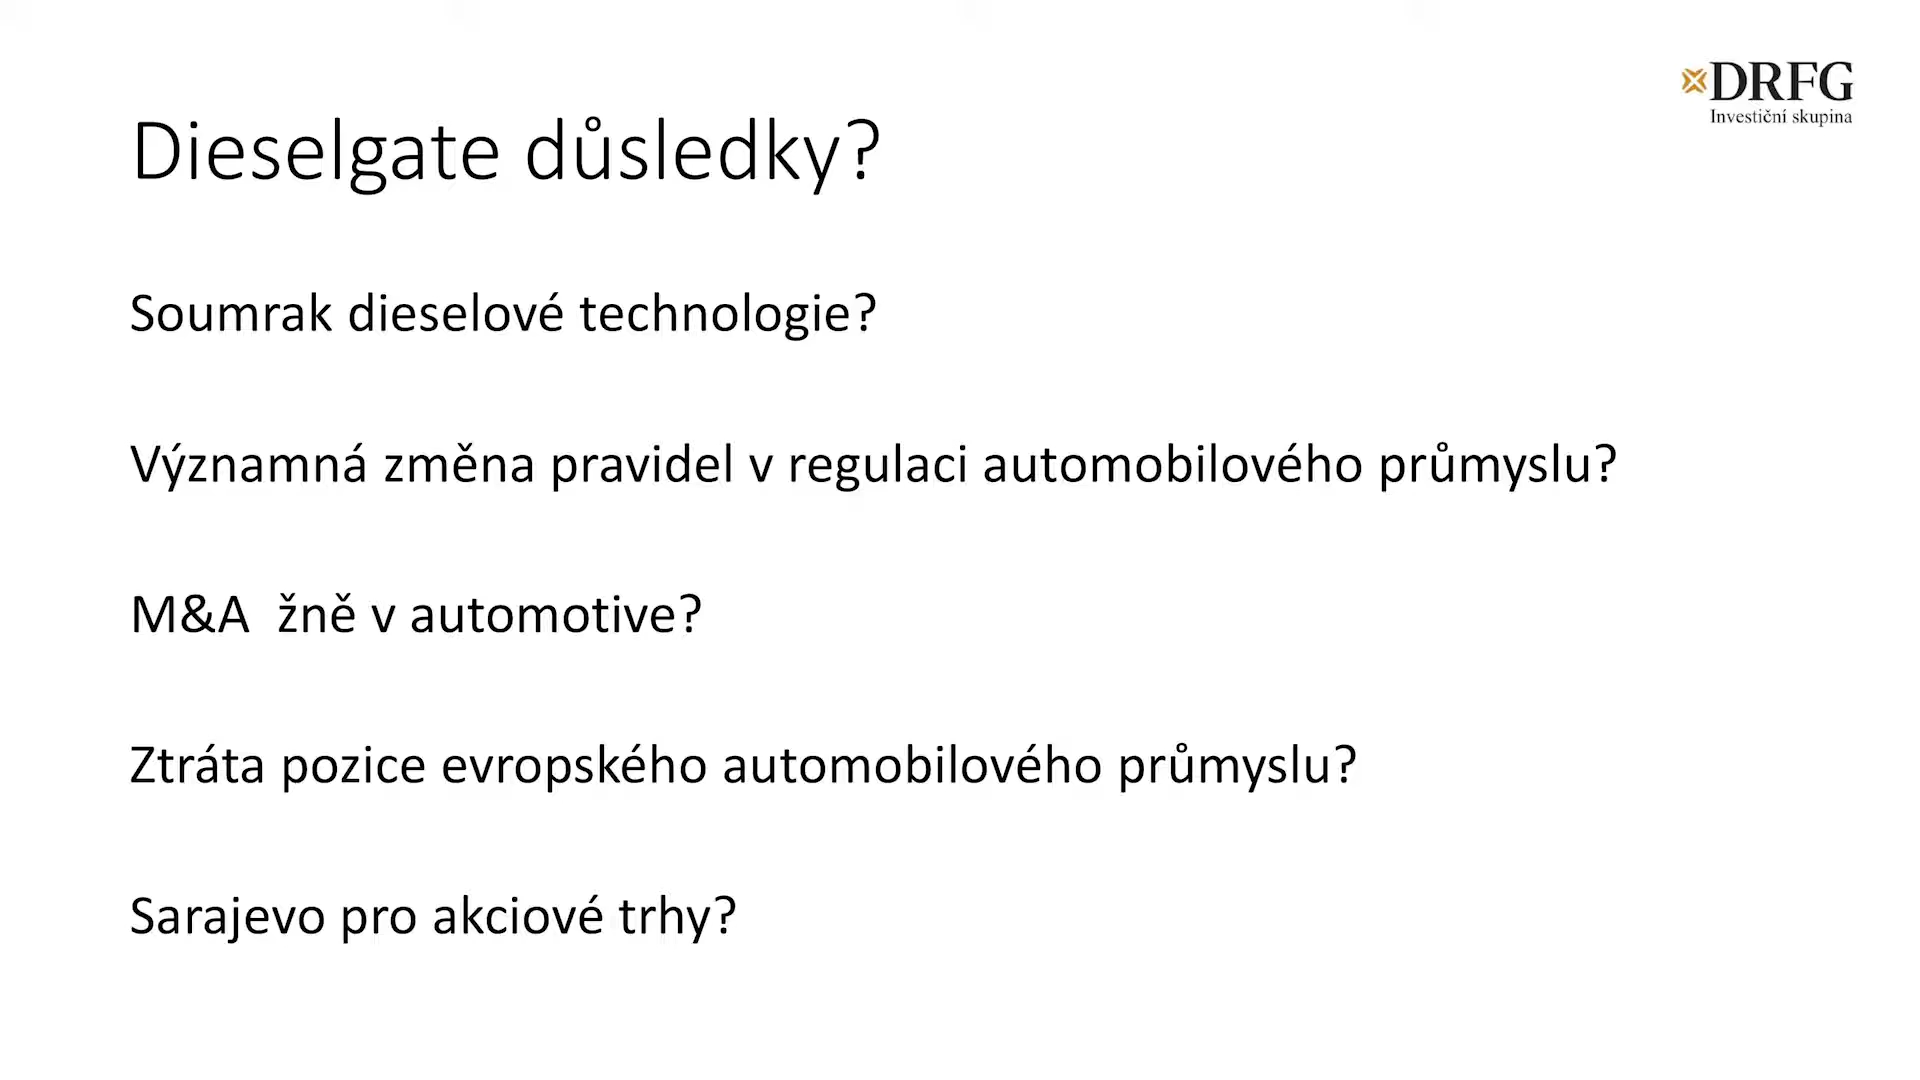 DRFG
Investiční skupina
Dieselgate důsledky?
Soumrak dieselové technologie?
Významná změna pravidel v regulaci automobilového průmyslu?
M&A  žně v automotive?
Ztráta pozice evropského automobilového průmyslu?
Sarajevo pro akciové trhy?